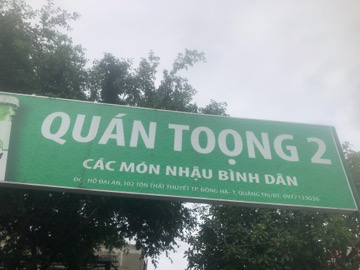 QUÁN TOỌNG 2
CÁC MÓN NHẬU BÌNH DÂN
ĐC: HỒ ĐẠI AN, 102 TÔN THẤT THUYẾT TP. ĐÔNG HÀ- T. QUẢNG TRỊ ĐT: 0977139036